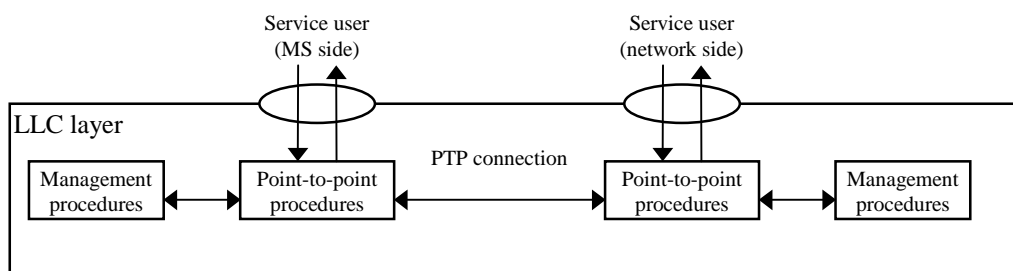 Service user
(MS side)
Service user
(network side)
LLC layer
PTP connection
Management
procedures
Point-to-point
procedures
Point-to-point
procedures
Management
procedures